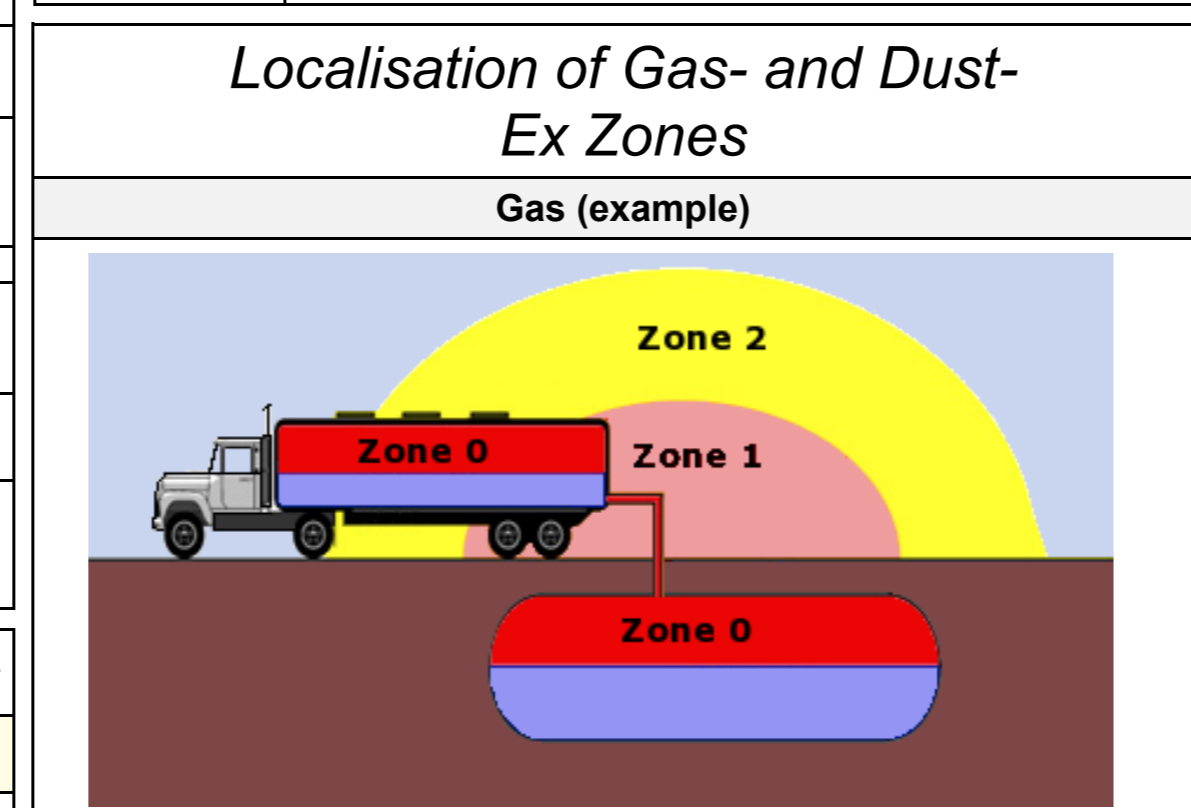 Localisation of Gas- and Dust-
Ex Zones
Gas (example)
Zone 2
Zone 0
Zone 1
Zone 0